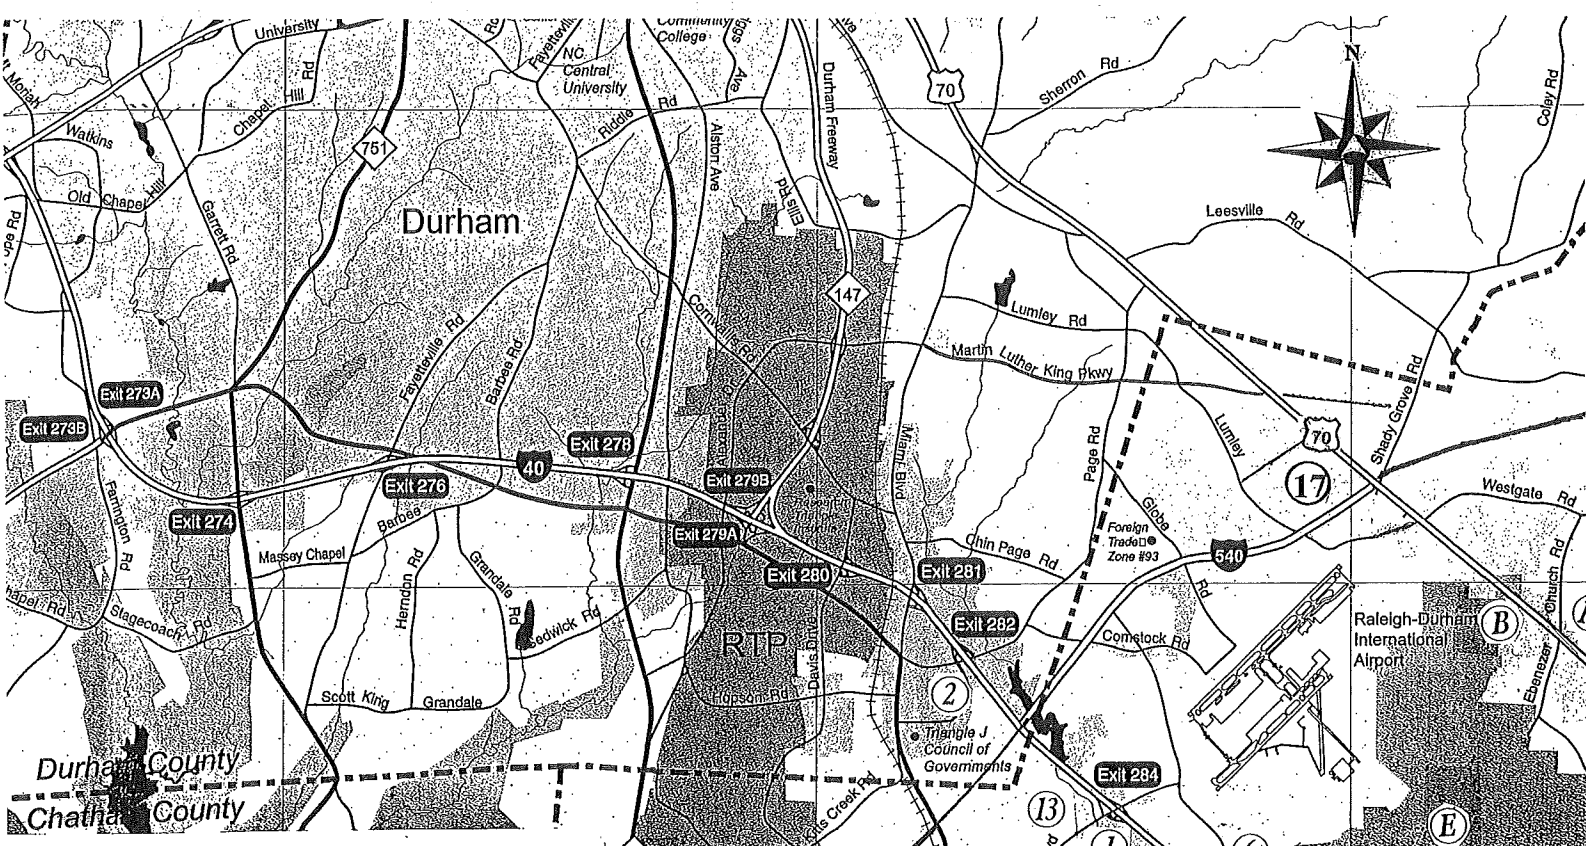 University
Rd
Fayetteville
NC
Central
University
Community
College
Ave
Durham Freeway
70
Sherron Rd
Coley Rd
N
Moriah
Watkins
Chapel Hill Rd
751
Riddle Rd
Alston Ave
Old Chapel Hill
Garrett Rd
Durham
Ellis Rd
Leesville Rd
147
Cornwallis Rd
Lumley Rd
Martin Luther King Pkwy
Fayetteville Rd
Barbee Rd
Exit 273A
Exit 273B
Exit 278
40
Exit 276
Exit 279B
Miami Blvd
Page Rd
Lumley
70
Shady Grove Rd
17
Westgate Rd
Farrington Rd
Exit 274
Barbee
Exit 279A
Massey Chapel
Herndon Rd
Grandale Rd
Exit 280
Exit 281
Chin Page Rd
Globe Rd
Foreign
Trade
Zone #93
540
Church Rd
Stagecoach Rd
Sedwick Rd
RTP
Davis Drive
Exit 282
Comstock Rd
Raleigh-Durham
International
Airport
B
Ebenezer
Scott King
Grandale
Hopson Rd
2
Triangle J
Council of
Governments
Durham County
Chatham County
Kits Creek Rd
Exit 284
13
1
E